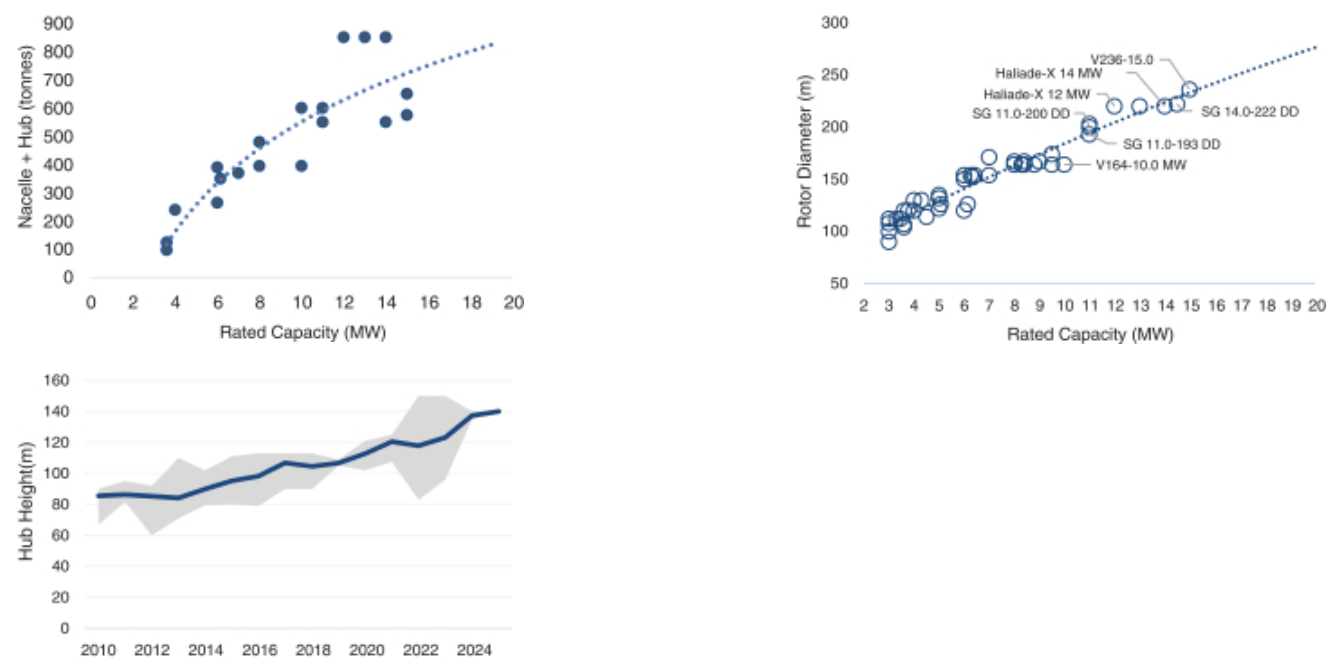 900
800
700
600
500
400
300
200
100
0
Nacelle + Hub (tonnes)
0 2 4 6 8 10 12 14 16 18 20
Rated Capacity (MW)
300
250
200
150
100
50
Rotor Diameter (m)
V236-15.0
Haliade-X 14 MW
Haliade-X 12 MW
SG 11.0-200 DD
SG 14.0-222 DD
SG 11.0-193 DD
V164-10.0 MW
2 3 4 5 6 7 8 9 10 11 12 13 14 15 16 17 18 19 20
Rated Capacity (MW)
160
140
120
100
80
60
40
20
0
Hub Height(m)
2010 2012 2014 2016 2018 2020 2022 2024